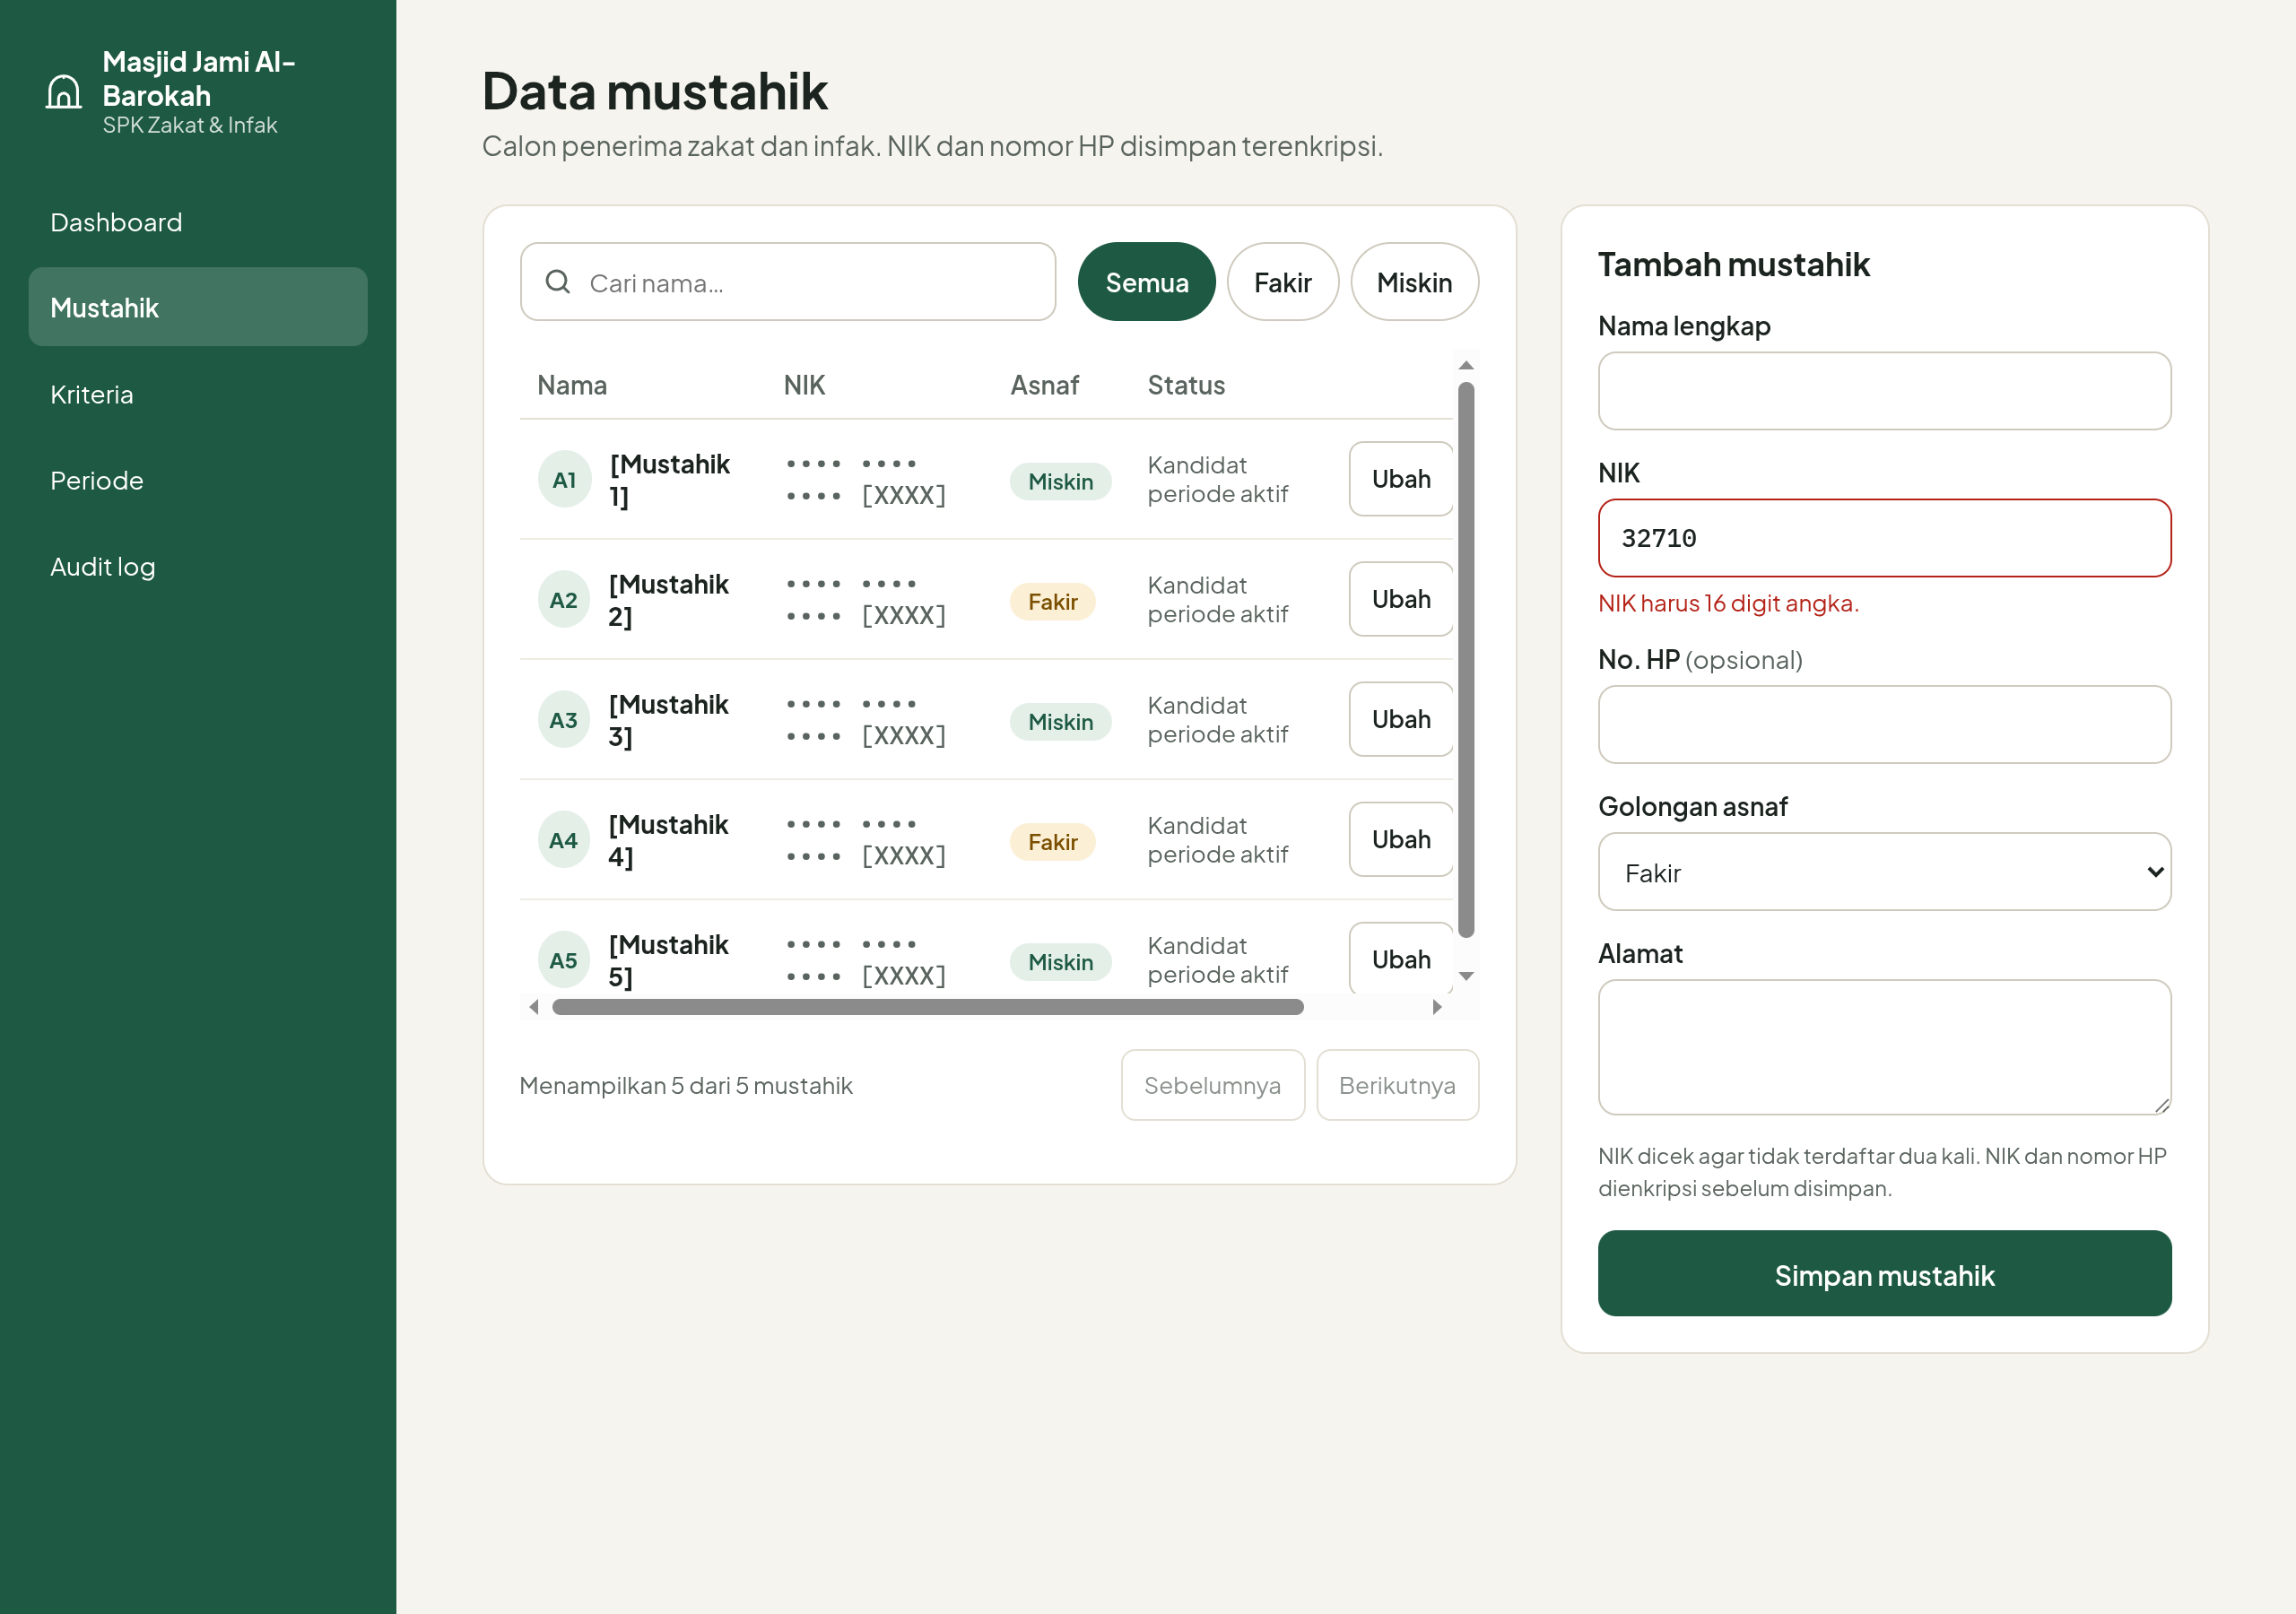 Masjid Jami Al-
Barokah
SPK Zakat & Infak
Dashboard
Mustahik
Kriteria
Periode
Audit log
Data mustahik
Calon penerima zakat dan infak. NIK dan nomor HP disimpan terenkripsi.
Cari nama...
Semua
Fakir
Miskin
Nama NIK Asnaf Status
A1 [Mustahik 1] •••• •••• •••• [XXXX] Miskin Kandidat periode aktif Ubah
A2 [Mustahik 2] •••• •••• •••• [XXXX] Fakir Kandidat periode aktif Ubah
A3 [Mustahik 3] •••• •••• •••• [XXXX] Miskin Kandidat periode aktif Ubah
A4 [Mustahik 4] •••• •••• •••• [XXXX] Fakir Kandidat periode aktif Ubah
A5 [Mustahik 5] •••• •••• •••• [XXXX] Miskin Kandidat periode aktif Ubah
Menampilkan 5 dari 5 mustahik
Sebelumnya
Berikutnya
Tambah mustahik
Nama lengkap
NIK
32710
NIK harus 16 digit angka.
No. HP (opsional)
Golongan asnaf
Fakir
Alamat
NIK dicek agar tidak terdaftar dua kali. NIK dan nomor HP
dienkripsi sebelum disimpan.
Simpan mustahik